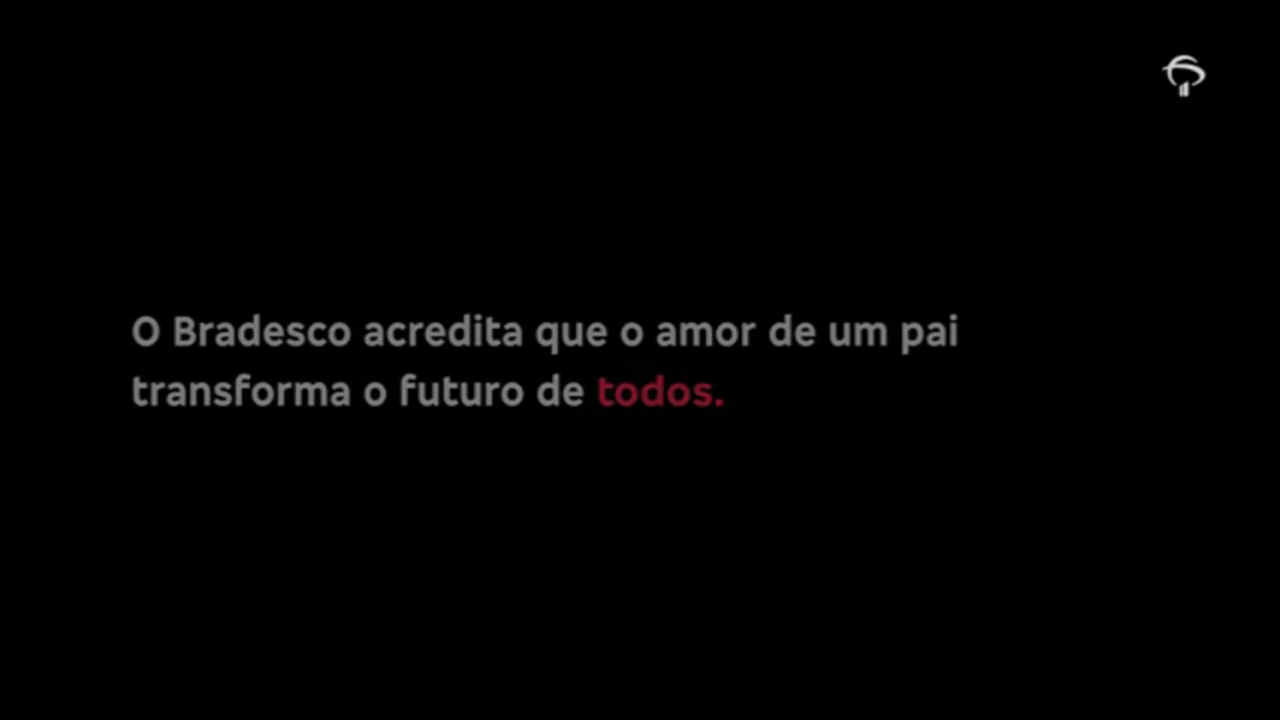 O Bradesco acredita que o amor de um pai
transforma o futuro de todos.